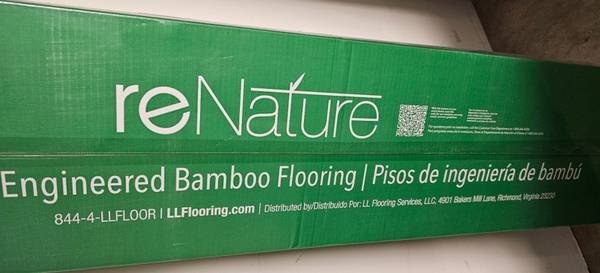 reNature
Engineered Bamboo Flooring | Pisos de ingeniería de bambú
844-4-LLFLOOR | LLFlooring.com | Distributed by/Distribuido Por: LL Flooring Services, LLC, 4901 Bakers Mill Lane, Richmond, Virginia 23230